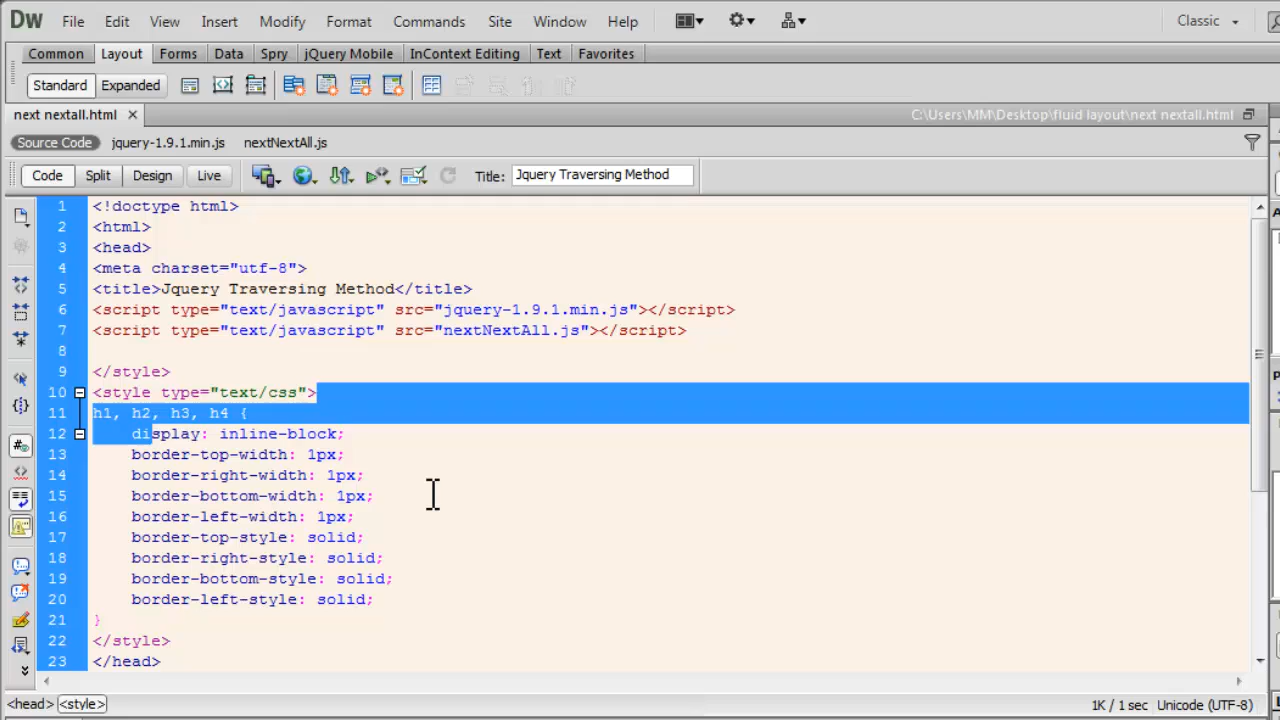 Dw File Edit View Insert Modify Format Commands Site Window Help Classic
Common Layout Forms Data Spry jQuery Mobile InContext Editing Text Favorites
Standard Expanded
next nextall.html C:\Users\MM\Desktop\fluid layout\next nextall.html
Source Code jquery-1.9.1.min.js nextNextAll.js
Code Split Design Live Title: Jquery Traversing Method
1 <!doctype html>
2 <html>
3 <head>
4 <meta charset="utf-8">
5 <title>Jquery Traversing Method</title>
6 <script type="text/javascript" src="jquery-1.9.1.min.js"></script>
7 <script type="text/javascript" src="nextNextAll.js"></script>
8
9 </style>
10 <style type="text/css">
11 h1, h2, h3, h4 {
12 display: inline-block;
13 border-top-width: 1px;
14 border-right-width: 1px;
15 border-bottom-width: 1px;
16 border-left-width: 1px;
17 border-top-style: solid;
18 border-right-style: solid;
19 border-bottom-style: solid;
20 border-left-style: solid;
21 }
22 </style>
23 </head>
<head> <style> 1K / 1 sec Unicode (UTF-8)